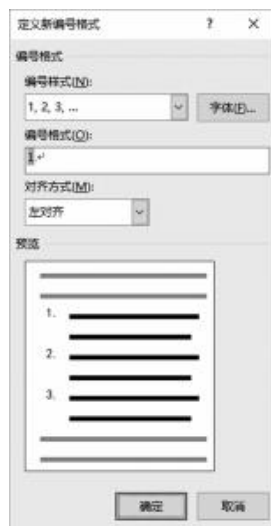 定义新编号格式 ? ×
编号格式
编号样式(N):
1, 2, 3, ... 字体(F)...
编号格式(O):
1↵
对齐方式(M):
左对齐
预览
1.
2.
3.
确定 取消